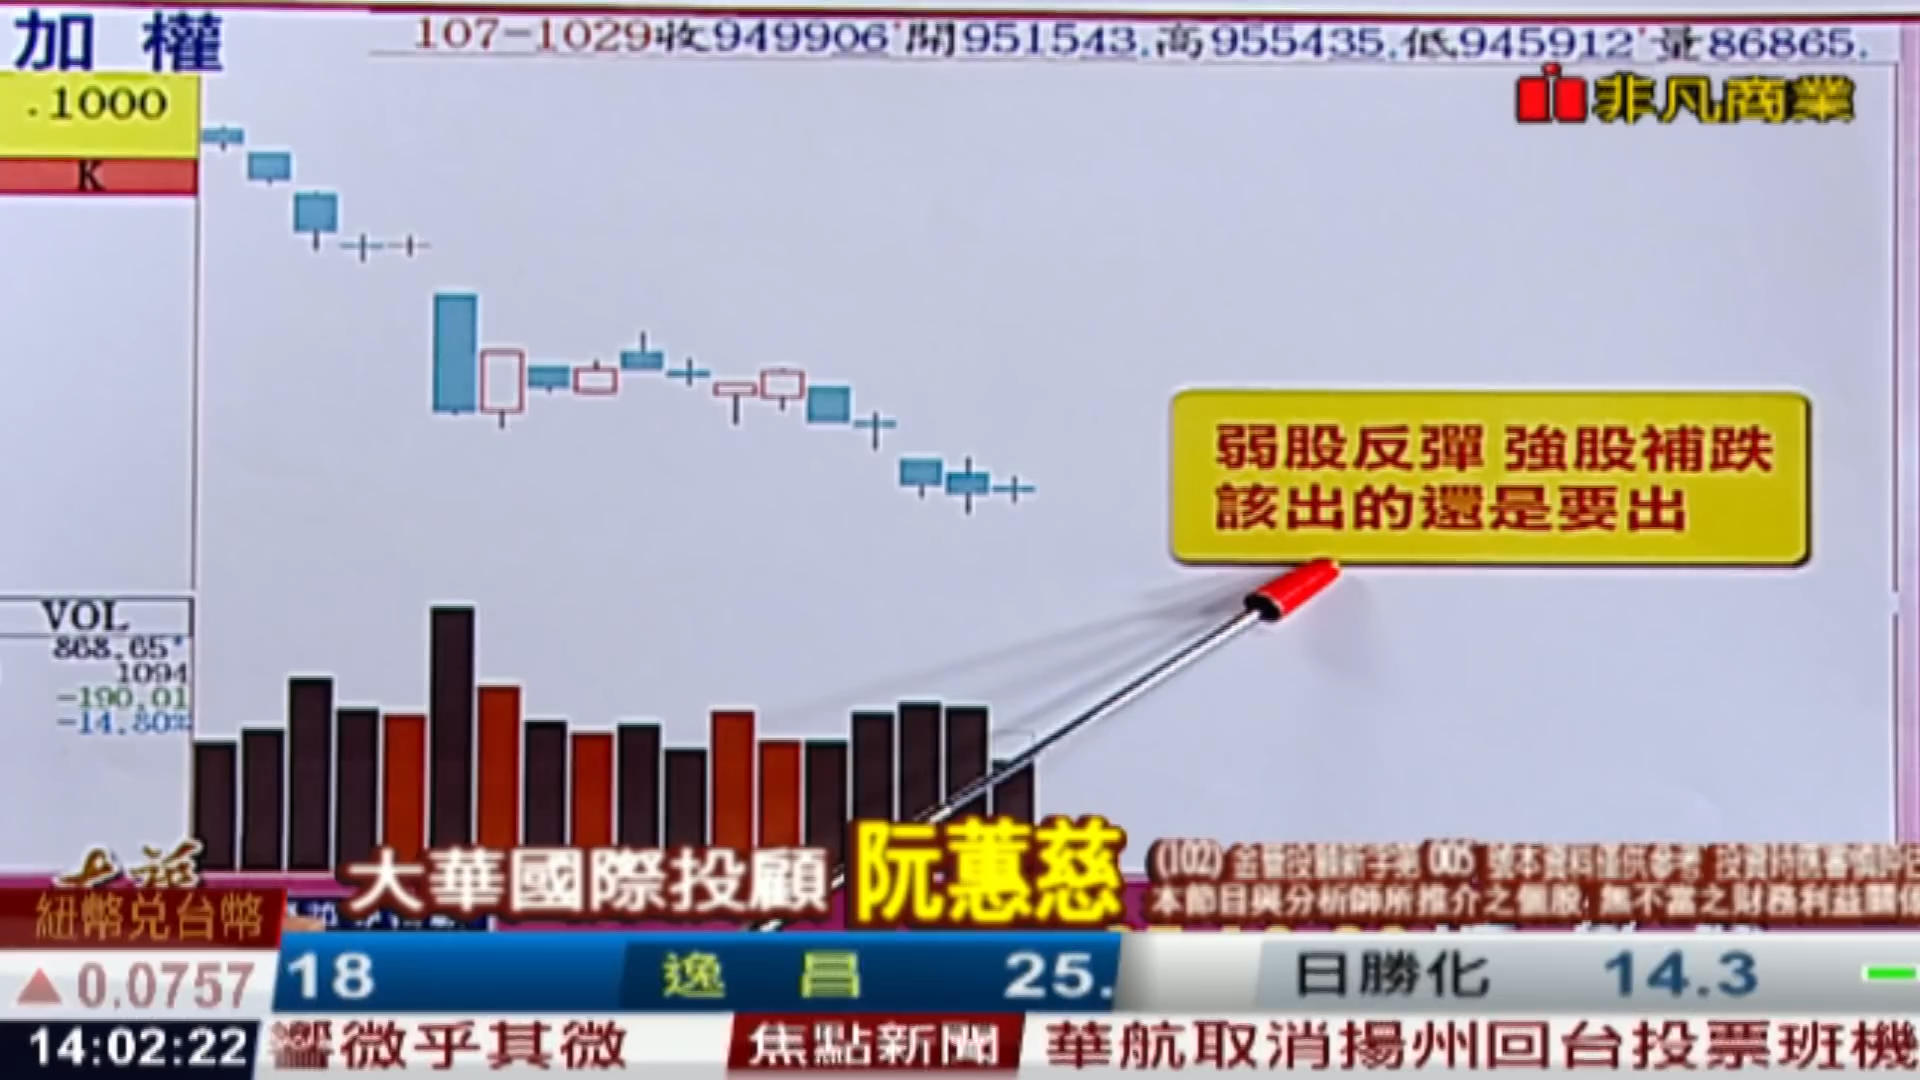 加 權
107-1029收949906 開951543.高955435.低945912 量86865.
.1000
非凡商業
K
弱股反彈 強股補跌
該出的還是要出
VOL
868.65
1094
-190.01
-14.80%
大華國際投顧 阮蕙慈
本節目與分析師所推介之個股 無不當之財務利益關係
紐幣兌台幣
▲0.0757
18 逸 昌 25. 日勝化 14.3
14:02:22 響微乎其微 焦點新聞 華航取消揚州回台投票班機